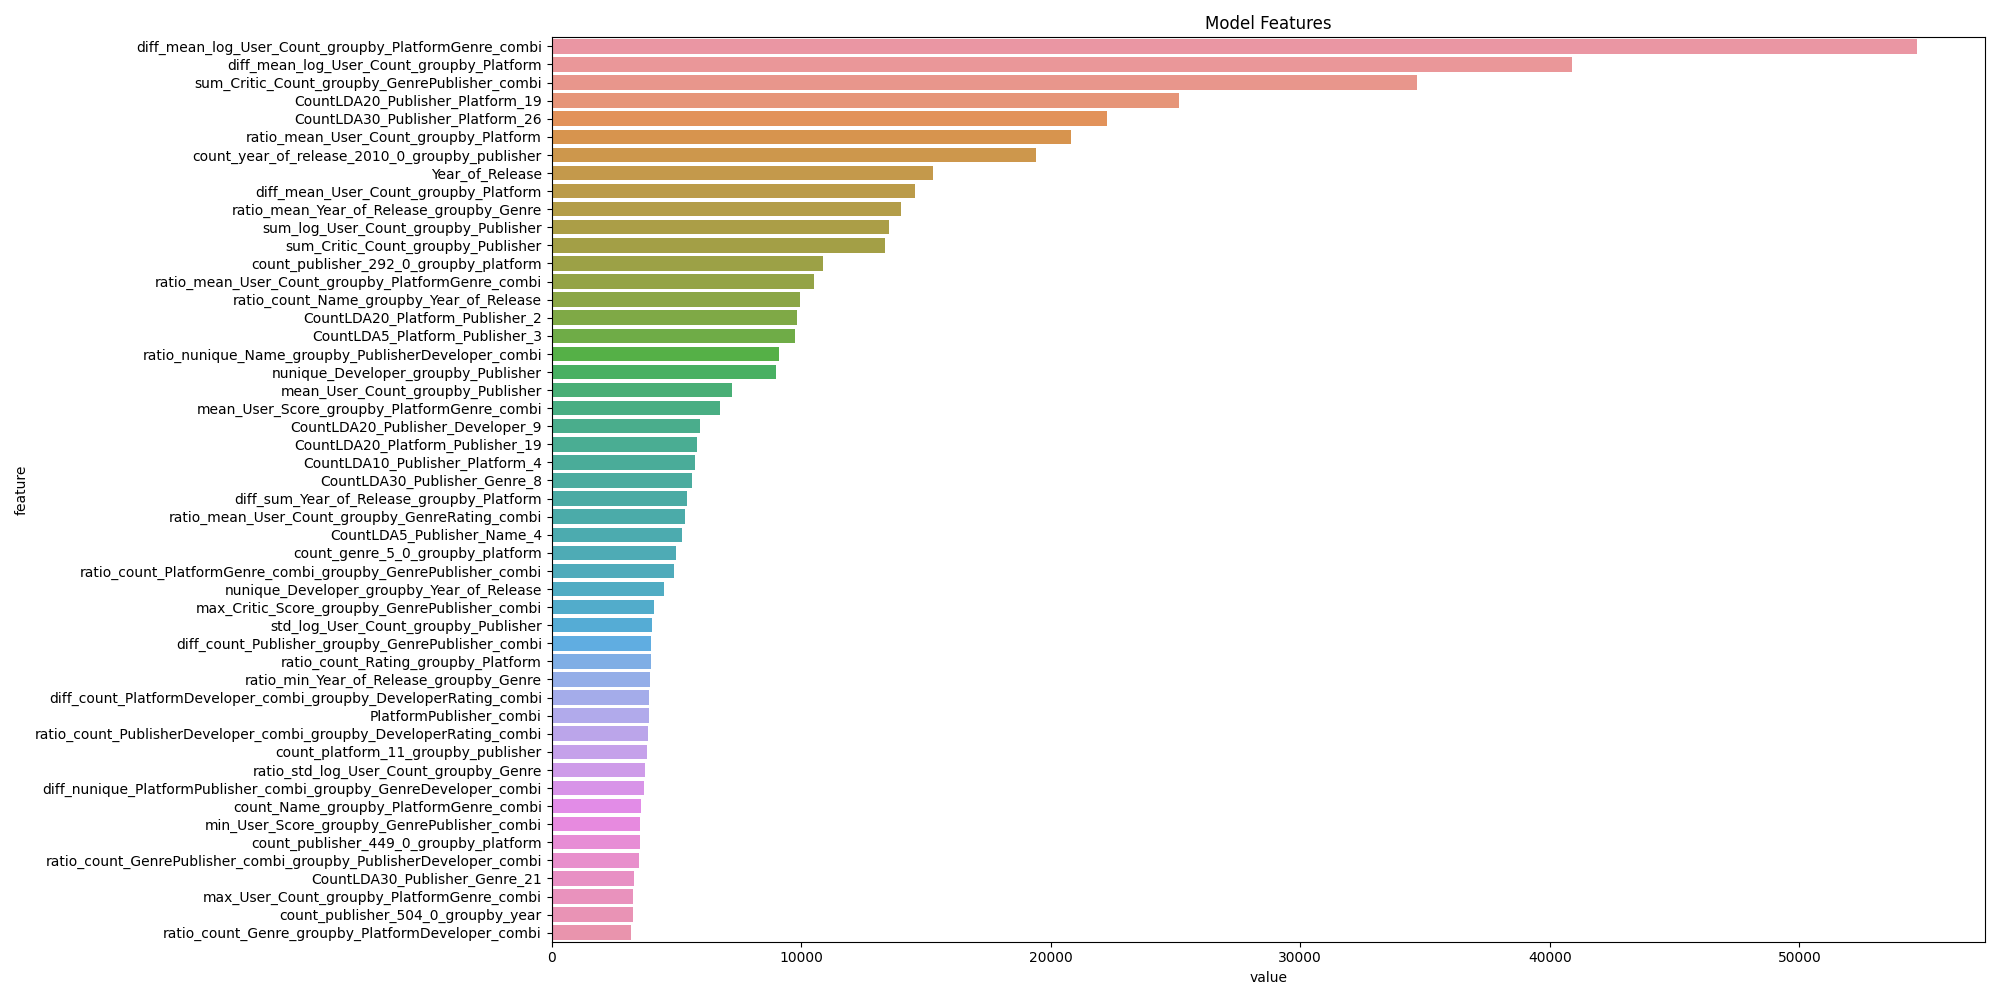 Model Features
feature
diff_mean_log_User_Count_groupby_PlatformGenre_combi
diff_mean_log_User_Count_groupby_Platform
sum_Critic_Count_groupby_GenrePublisher_combi
CountLDA20_Publisher_Platform_19
CountLDA30_Publisher_Platform_26
ratio_mean_User_Count_groupby_Platform
count_year_of_release_2010_0_groupby_publisher
Year_of_Release
diff_mean_User_Count_groupby_Platform
ratio_mean_Year_of_Release_groupby_Genre
sum_log_User_Count_groupby_Publisher
sum_Critic_Count_groupby_Publisher
count_publisher_292_0_groupby_platform
ratio_mean_User_Count_groupby_PlatformGenre_combi
ratio_count_Name_groupby_Year_of_Release
CountLDA20_Platform_Publisher_2
CountLDA5_Platform_Publisher_3
ratio_nunique_Name_groupby_PublisherDeveloper_combi
nunique_Developer_groupby_Publisher
mean_User_Count_groupby_Publisher
mean_User_Score_groupby_PlatformGenre_combi
CountLDA20_Publisher_Developer_9
CountLDA20_Platform_Publisher_19
CountLDA10_Publisher_Platform_4
CountLDA30_Publisher_Genre_8
diff_sum_Year_of_Release_groupby_Platform
ratio_mean_User_Count_groupby_GenreRating_combi
CountLDA5_Publisher_Name_4
count_genre_5_0_groupby_platform
ratio_count_PlatformGenre_combi_groupby_GenrePublisher_combi
nunique_Developer_groupby_Year_of_Release
max_Critic_Score_groupby_GenrePublisher_combi
std_log_User_Count_groupby_Publisher
diff_count_Publisher_groupby_GenrePublisher_combi
ratio_count_Rating_groupby_Platform
ratio_min_Year_of_Release_groupby_Genre
diff_count_PlatformDeveloper_combi_groupby_DeveloperRating_combi
PlatformPublisher_combi
ratio_count_PublisherDeveloper_combi_groupby_DeveloperRating_combi
count_platform_11_groupby_publisher
ratio_std_log_User_Count_groupby_Genre
diff_nunique_PlatformPublisher_combi_groupby_GenreDeveloper_combi
count_Name_groupby_PlatformGenre_combi
min_User_Score_groupby_GenrePublisher_combi
count_publisher_449_0_groupby_platform
ratio_count_GenrePublisher_combi_groupby_PublisherDeveloper_combi
CountLDA30_Publisher_Genre_21
max_User_Count_groupby_PlatformGenre_combi
count_publisher_504_0_groupby_year
ratio_count_Genre_groupby_PlatformDeveloper_combi
0 10000 20000 30000 40000 50000
value